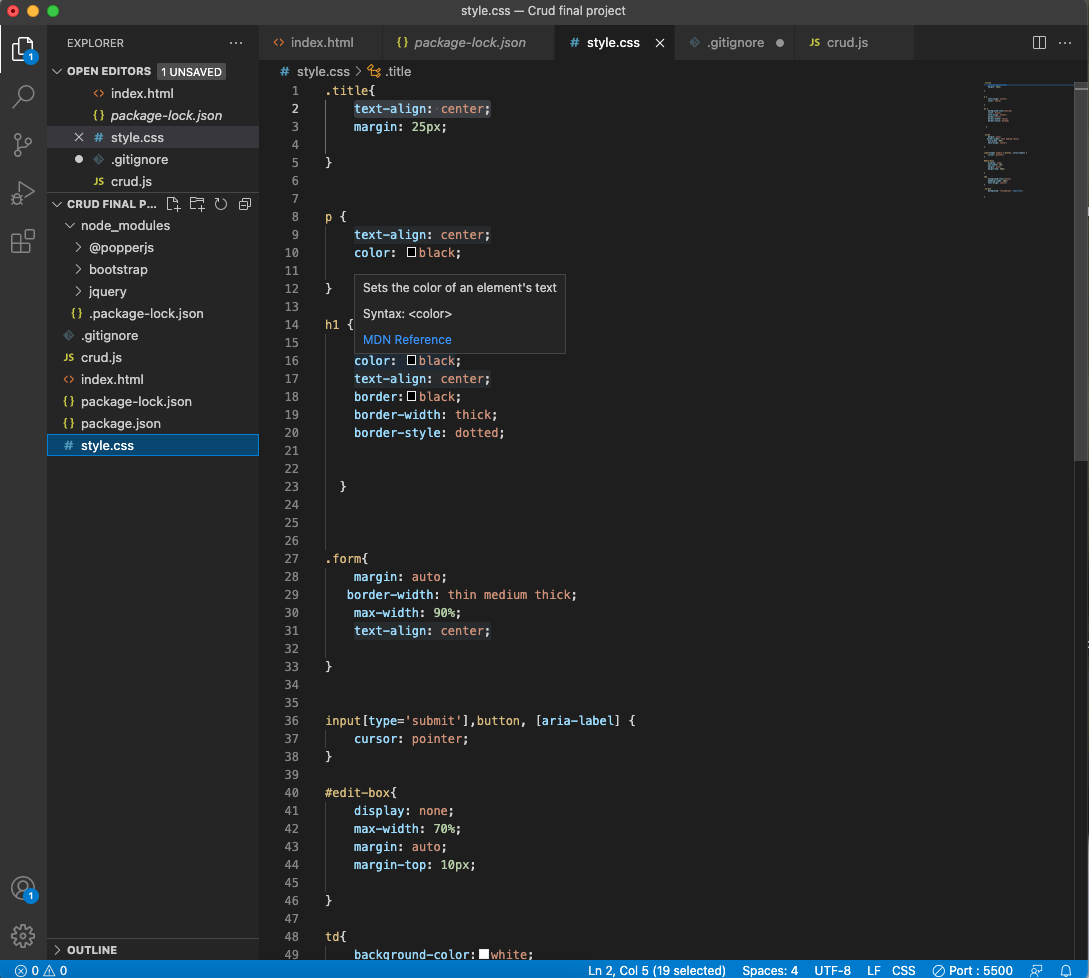 style.css — Crud final project
EXPLORER
index.html
package-lock.json
style.css
.gitignore
crud.js
OPEN EDITORS 1 UNSAVED
index.html
package-lock.json
style.css
.gitignore
crud.js
CRUD FINAL P...
node_modules
@popperjs
bootstrap
jquery
.package-lock.json
.gitignore
crud.js
index.html
package-lock.json
package.json
style.css
OUTLINE
style.css > .title
1 .title{
2 text-align: center;
3 margin: 25px;
4
5 }
6
7
8 p {
9 text-align: center;
10 color: black;
11
12 }
13
14 h1 {
15
16 color: black;
17 text-align: center;
18 border: black;
19 border-width: thick;
20 border-style: dotted;
21
22
23 }
24
25
26
27 .form{
28 margin: auto;
29 border-width: thin medium thick;
30 max-width: 90%;
31 text-align: center;
32
33 }
34
35
36 input[type='submit'],button, [aria-label] {
37 cursor: pointer;
38 }
39
40 #edit-box{
41 display: none;
42 max-width: 70%;
43 margin: auto;
44 margin-top: 10px;
45
46 }
47
48 td{
49 background-color: white;
Sets the color of an element's text
Syntax: <color>
MDN Reference
1
1
0 0
Ln 2, Col 5 (19 selected)
Spaces: 4
UTF-8
LF
CSS
Port : 5500